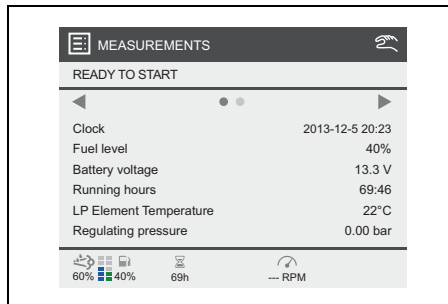 MEASUREMENTS
READY TO START
Clock 2013-12-5 20:23
Fuel level 40%
Battery voltage 13.3 V
Running hours 69:46
LP Element Temperature 22°C
Regulating pressure 0.00 bar
60% 40% 69h --- RPM